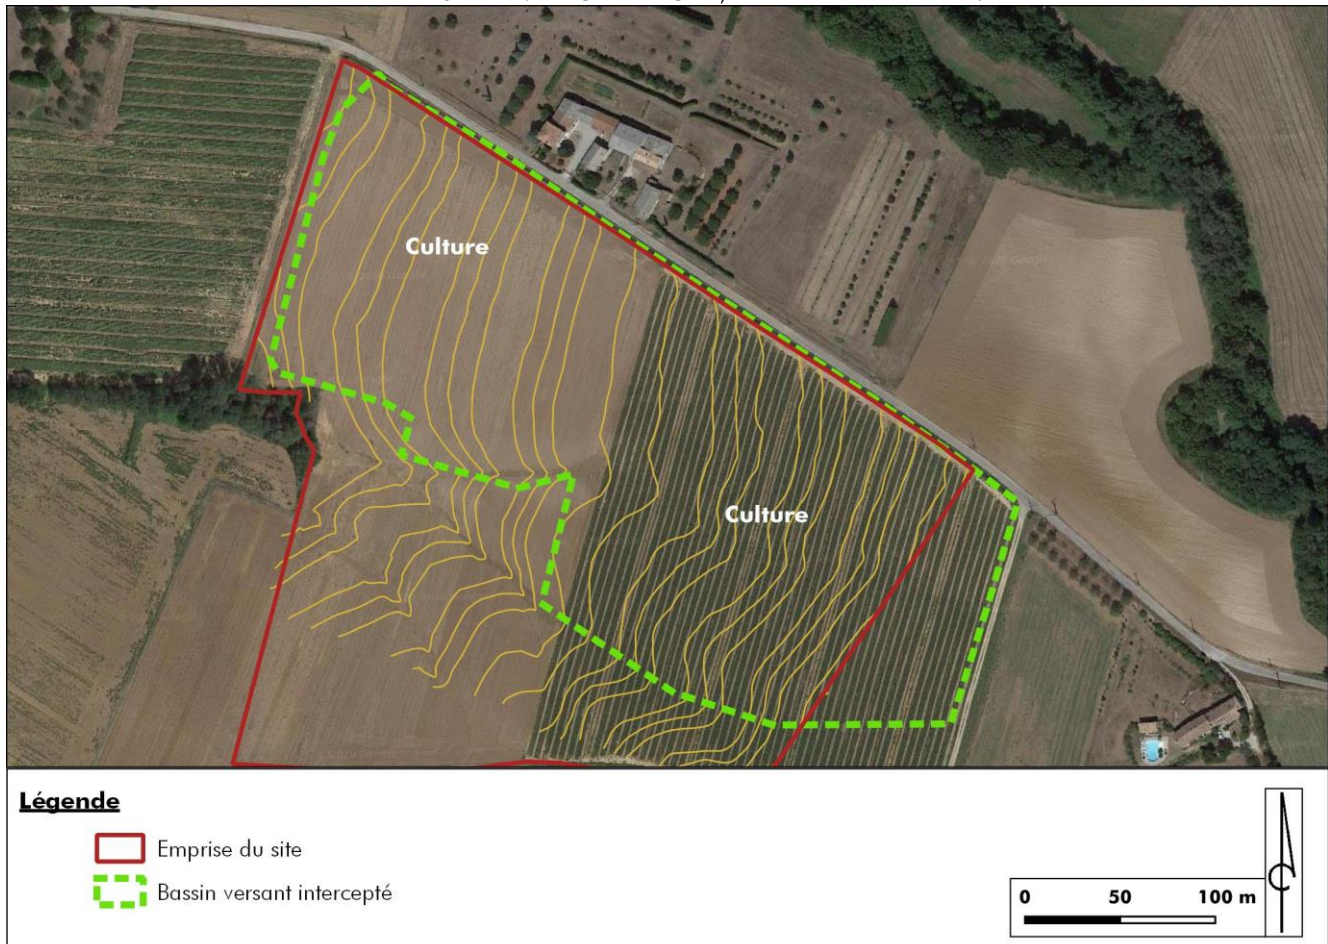 Culture
Culture
Légende
Emprise du site
Bassin versant intercepté
0 50 100 m